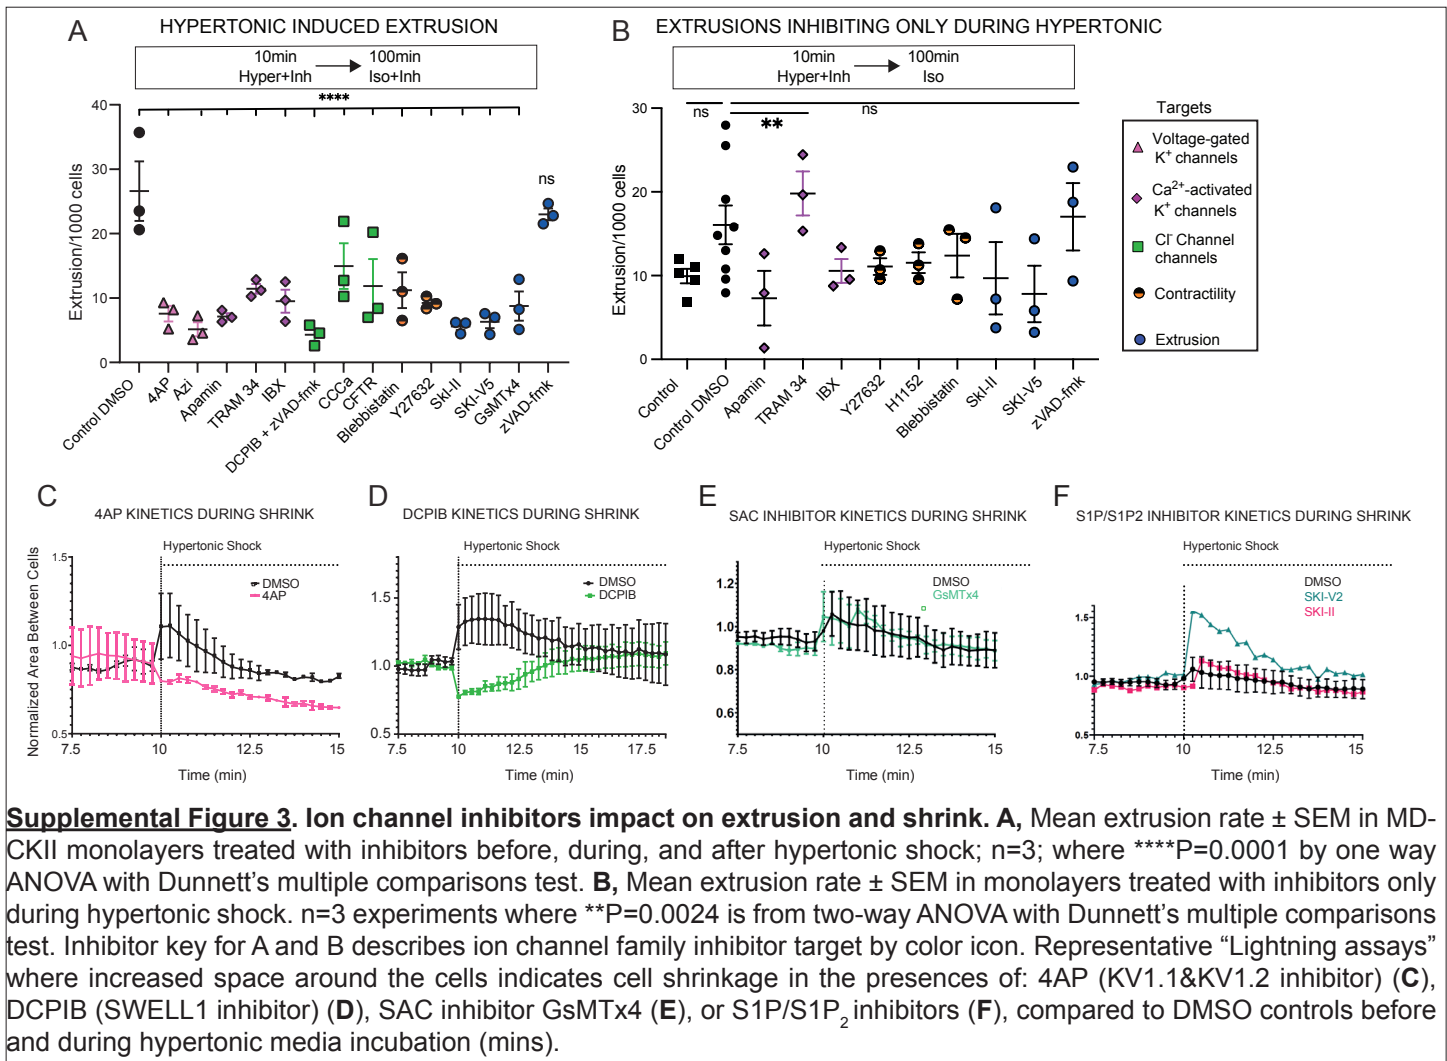 A
HYPERTONIC INDUCED EXTRUSION
10min
Hyper+Inh
100min
Iso+Inh
****
ns
Extrusion/1000 cells
40
30
20
10
0
Control DMSO
4AP
Azi
Apamin
TRAM 34
IBX
DCPIB + zVAD-fmk
CCCa
CFTR
Blebbistatin
Y27632
SkI-II
SKI-V5
GsMTx4
zVAD-fmk
B
EXTRUSIONS INHIBITING ONLY DURING HYPERTONIC
10min
Hyper+Inh
100min
Iso
ns
**
ns
Extrusion/1000 cells
30
20
10
0
Control
Control DMSO
Apamin
TRAM 34
IBX
Y27632
H1152
Blebbistatin
SkI-II
SKI-V5
zVAD-fmk
Targets
Voltage-gated
K+ channels
Ca2+-activated
K+ channels
Cl- Channel
channels
Contractility
Extrusion
C
4AP KINETICS DURING SHRINK
Hypertonic Shock
DMSO
4AP
Normalized Area Between Cells
1.5
1.0
0.5
7.5 10 12.5 15
Time (min)
D
DCPIB KINETICS DURING SHRINK
Hypertonic Shock
DMSO
DCPIB
1.5
1.0
0.5
7.5 10 12.5 15 17.5
Time (min)
E
SAC INHIBITOR KINETICS DURING SHRINK
Hypertonic Shock
DMSO
GsMTx4
1.2
1.0
0.8
0.6
7.5 10 12.5 15
Time (min)
F
S1P/S1P2 INHIBITOR KINETICS DURING SHRINK
Hypertonic Shock
DMSO
SKI-V2
SKI-II
1.5
1.0
0.5
7.5 10 12.5 15
Time (min)
Supplemental Figure 3. Ion channel inhibitors impact on extrusion and shrink. A, Mean extrusion rate ± SEM in MD-
CKII monolayers treated with inhibitors before, during, and after hypertonic shock; n=3; where ****P=0.0001 by one way
ANOVA with Dunnett's multiple comparisons test. B, Mean extrusion rate ± SEM in monolayers treated with inhibitors only
during hypertonic shock. n=3 experiments where **P=0.0024 is from two-way ANOVA with Dunnett's multiple comparisons
test. Inhibitor key for A and B describes ion channel family inhibitor target by color icon. Representative “Lightning assays”
where increased space around the cells indicates cell shrinkage in the presences of: 4AP (KV1.1&KV1.2 inhibitor) (C),
DCPIB (SWELL1 inhibitor) (D), SAC inhibitor GsMTx4 (E), or S1P/S1P2 inhibitors (F), compared to DMSO controls before
and during hypertonic media incubation (mins).